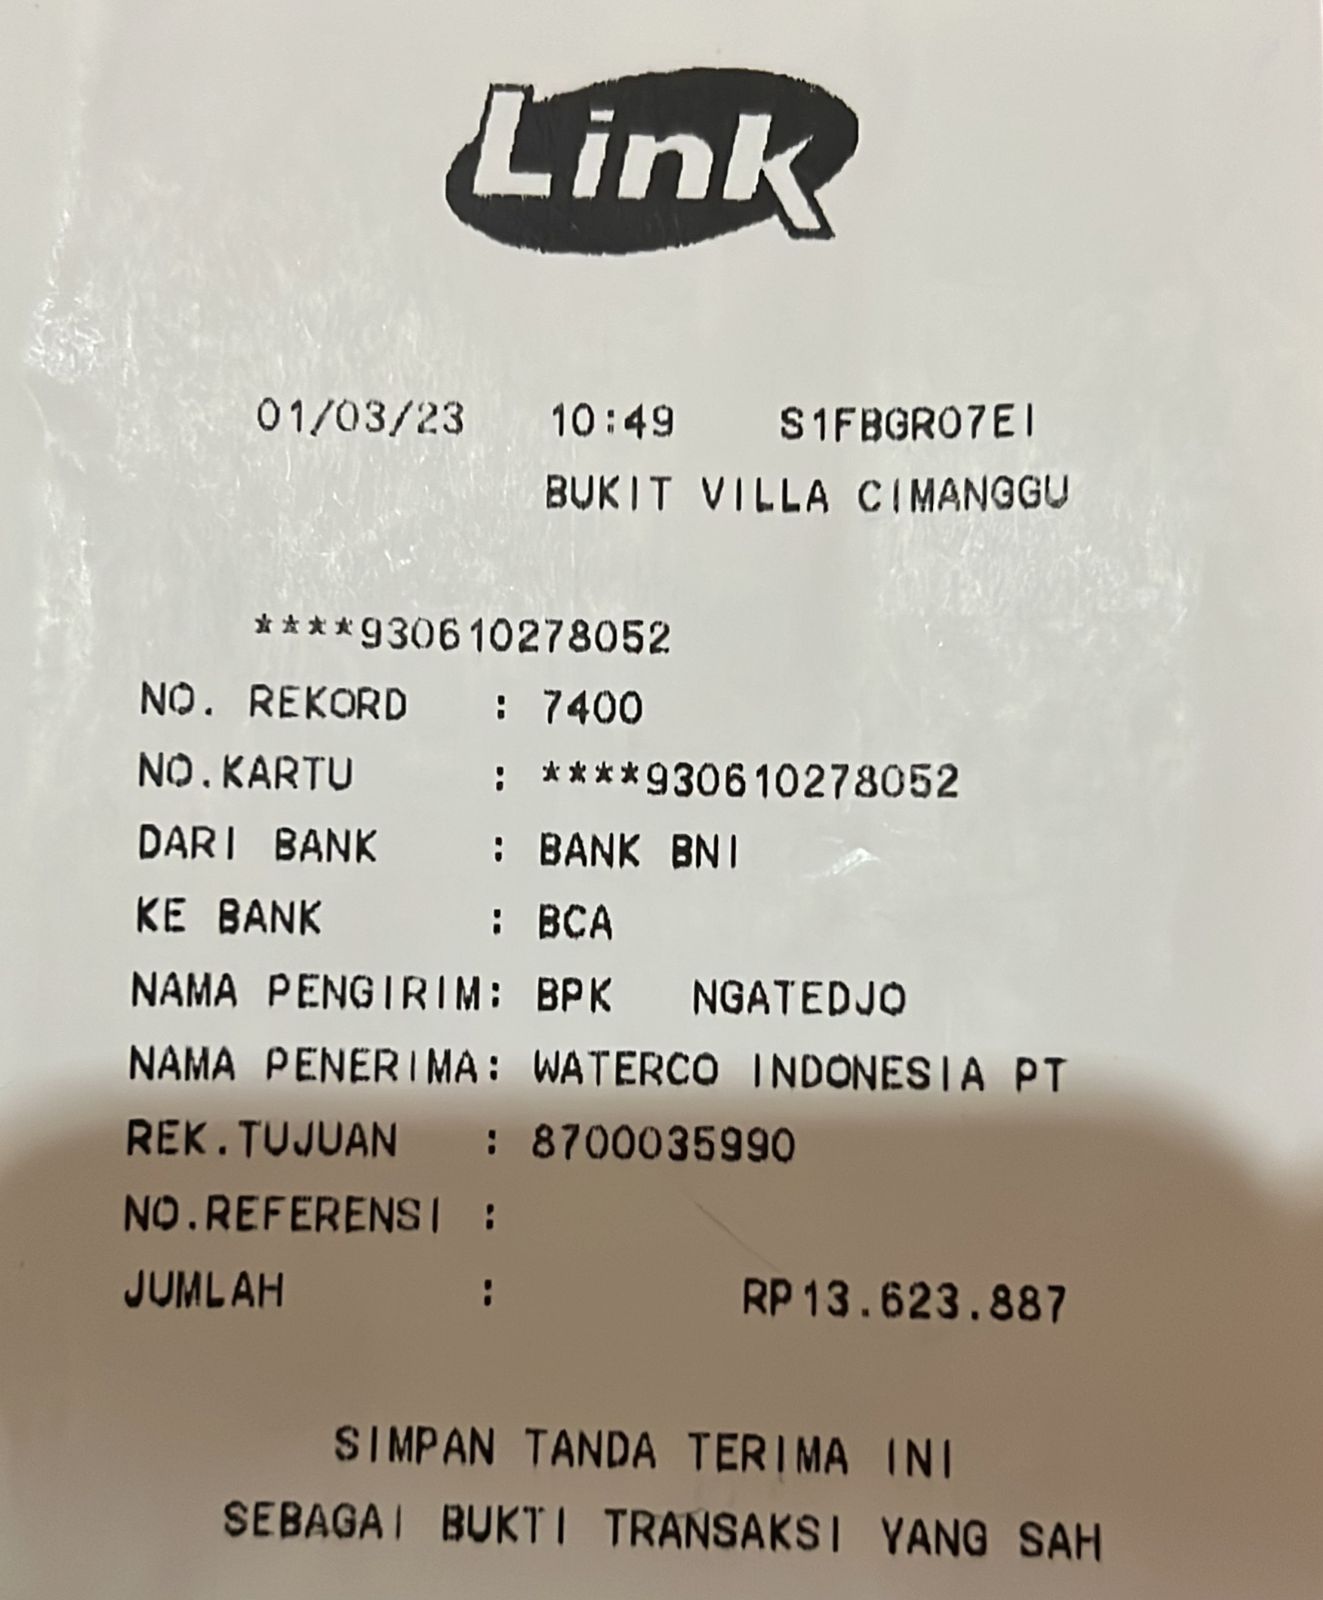 Link
01/03/23 10:49 S1FBGR07EI
BUKIT VILLA CIMANGGU
****930610278052
NO. REKORD : 7400
NO.KARTU : ****930610278052
DARI BANK : BANK BNI
KE BANK : BCA
NAMA PENGIRIM: BPK NGATEDJO
NAMA PENERIMA: WATERCO INDONESIA PT
REK.TUJUAN : 8700035990
NO.REFERENSI :
JUMLAH : RP13.623.887
SIMPAN TANDA TERIMA INI
SEBAGAI BUKTI TRANSAKSI YANG SAH